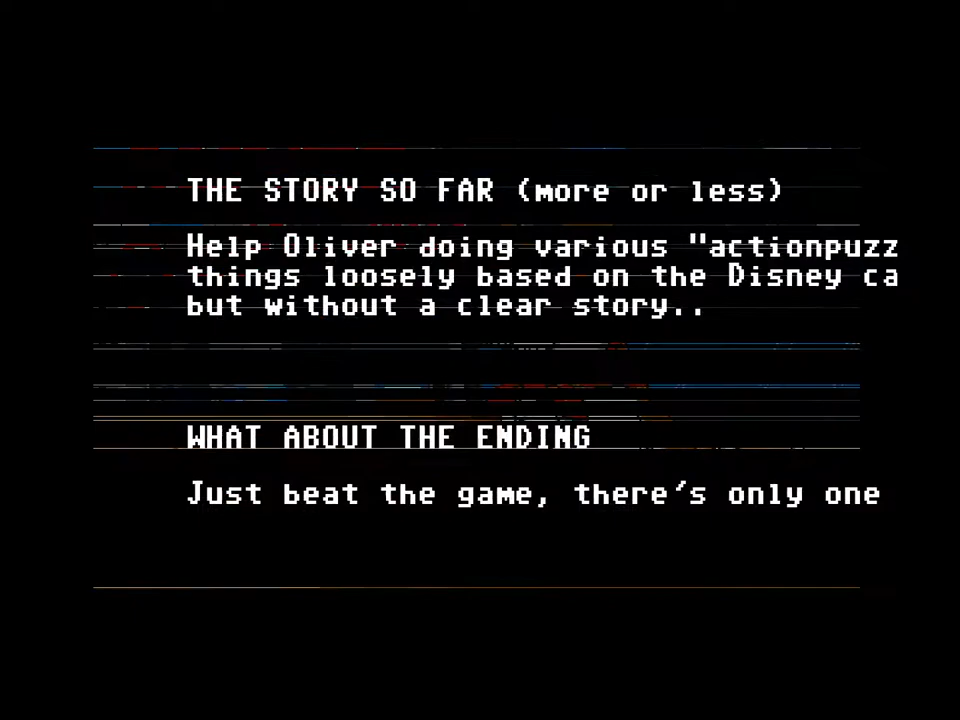 THE STORY SO FAR (more or less)
Help Oliver doing various "actionpuzz
things loosely based on the Disney ca
but without a clear story..
WHAT ABOUT THE ENDING
Just beat the game, there's only one